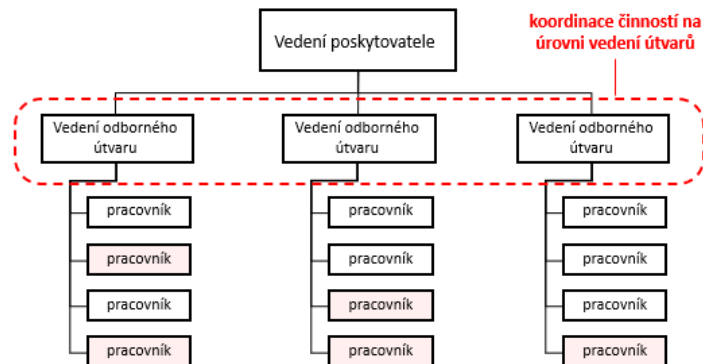 Vedení poskytovatele
koordinace činností na
úrovni vedení útvarů
Vedení odborného
útvaru
Vedení odborného
útvaru
Vedení odborného
útvaru
pracovník
pracovník
pracovník
pracovník
pracovník
pracovník
pracovník
pracovník
pracovník
pracovník
pracovník
pracovník